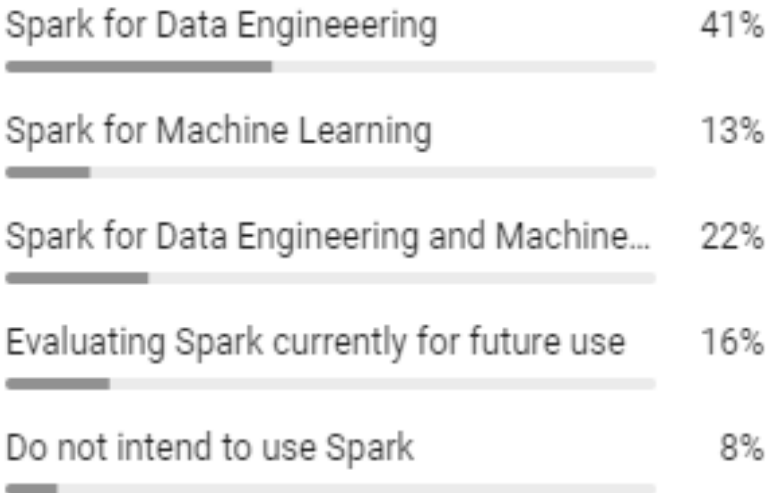 Spark for Data Engineeering 41%
Spark for Machine Learning 13%
Spark for Data Engineering and Machine... 22%
Evaluating Spark currently for future use 16%
Do not intend to use Spark 8%